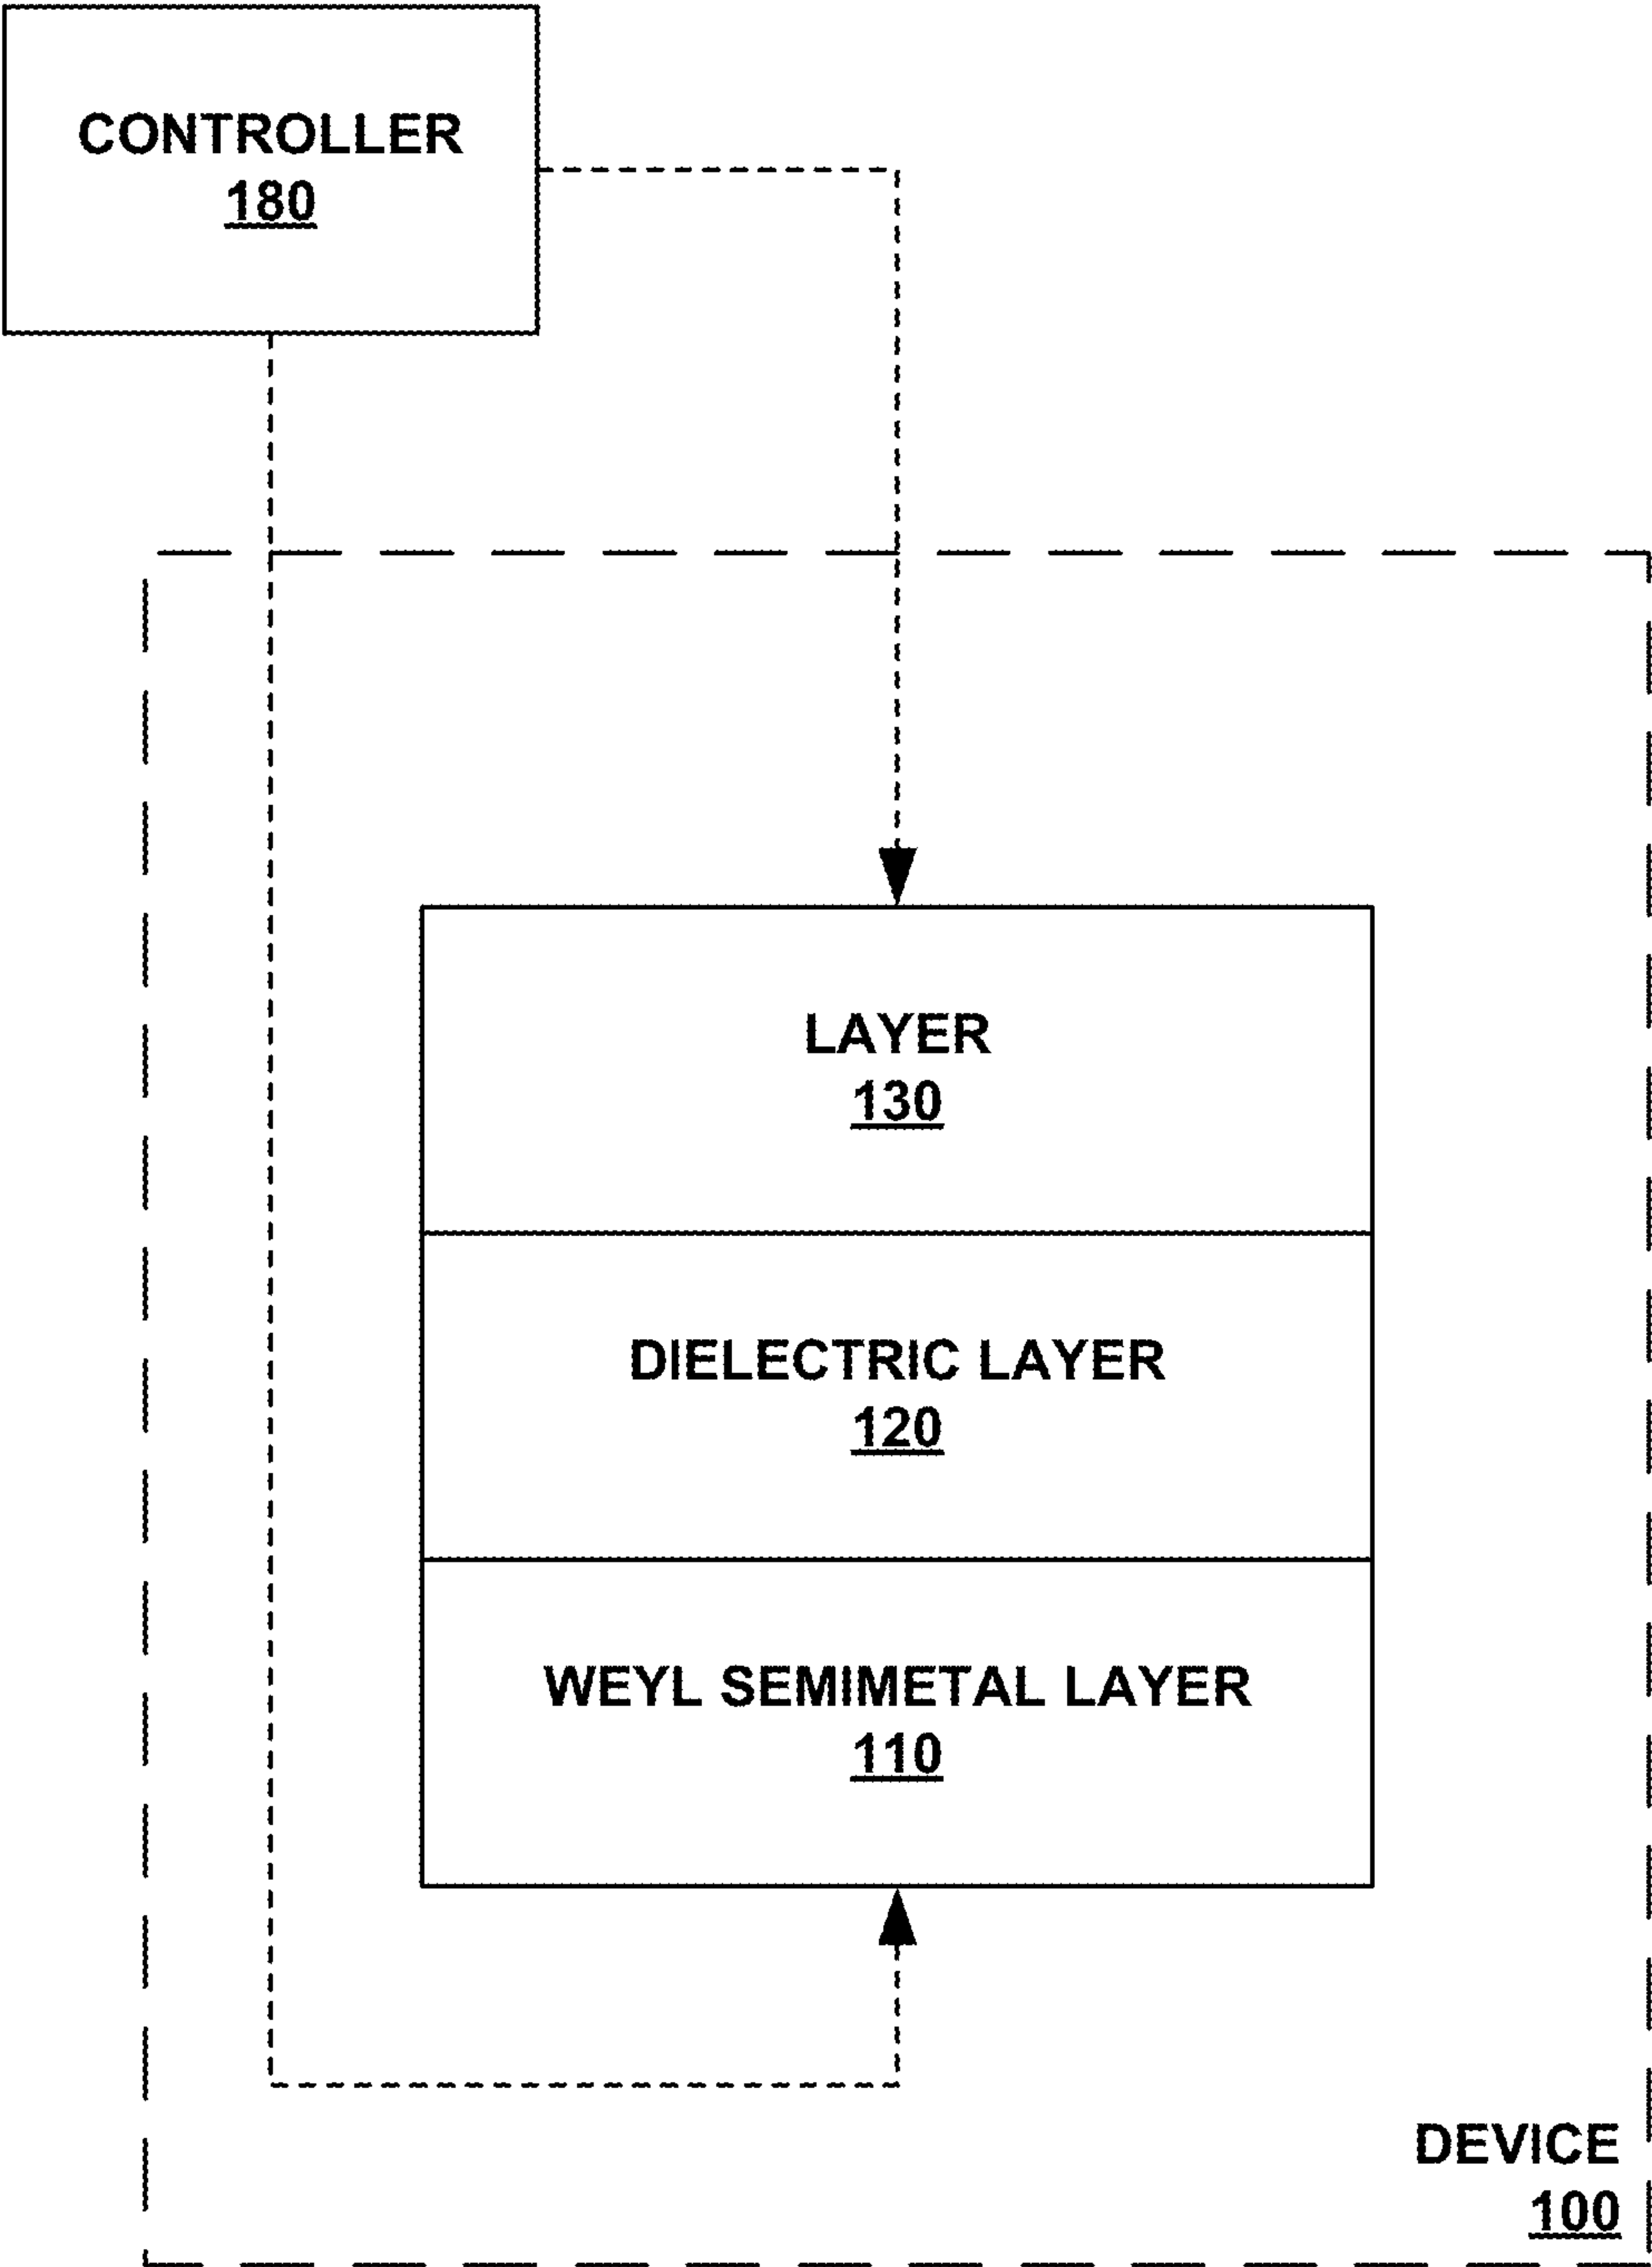 CONTROLLER
180
LAYER
130
DIELECTRIC LAYER
120
WEYL SEMIMETAL LAYER
110
DEVICE
100